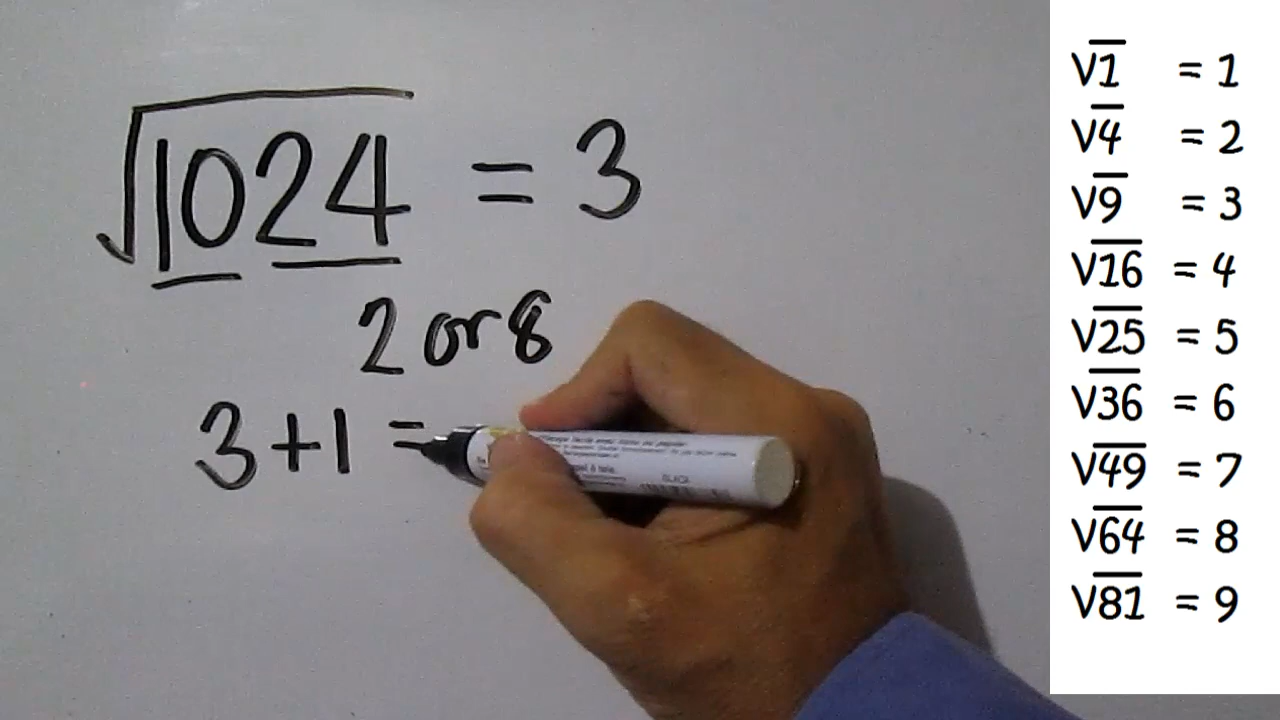 √1024 = 3
2 or 8
3+1 =
BLACK
√1 = 1
√4 = 2
√9 = 3
√16 = 4
√25 = 5
√36 = 6
√49 = 7
√64 = 8
√81 = 9